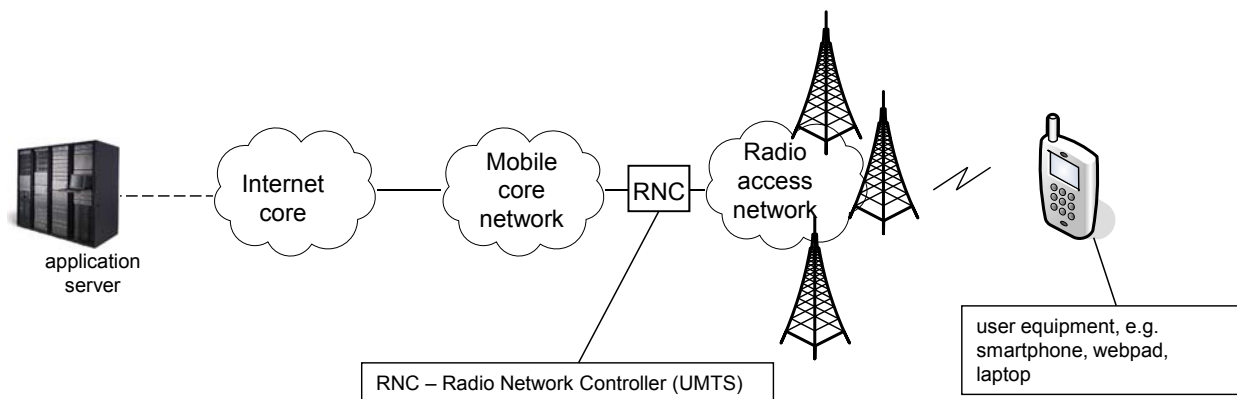 application
server
Internet
core
Mobile
core
network
RNC
Radio
access
network
RNC – Radio Network Controller (UMTS)
user equipment, e.g.
smartphone, webpad,
laptop